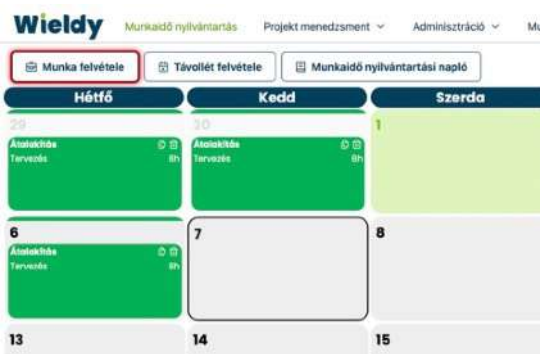 Wieldy Munkaidő nyilvántartás Projekt menedzsment Adminisztráció
Munka felvétele Távollét felvétele Munkaidő nyilvántartási napló
Hétfő Kedd Szerda
29 30 1
Átalakítás Átalakítás
Tervezés 8h Tervezés 8h
6 7 8
Átalakítás
Tervezés 8h
13 14 15